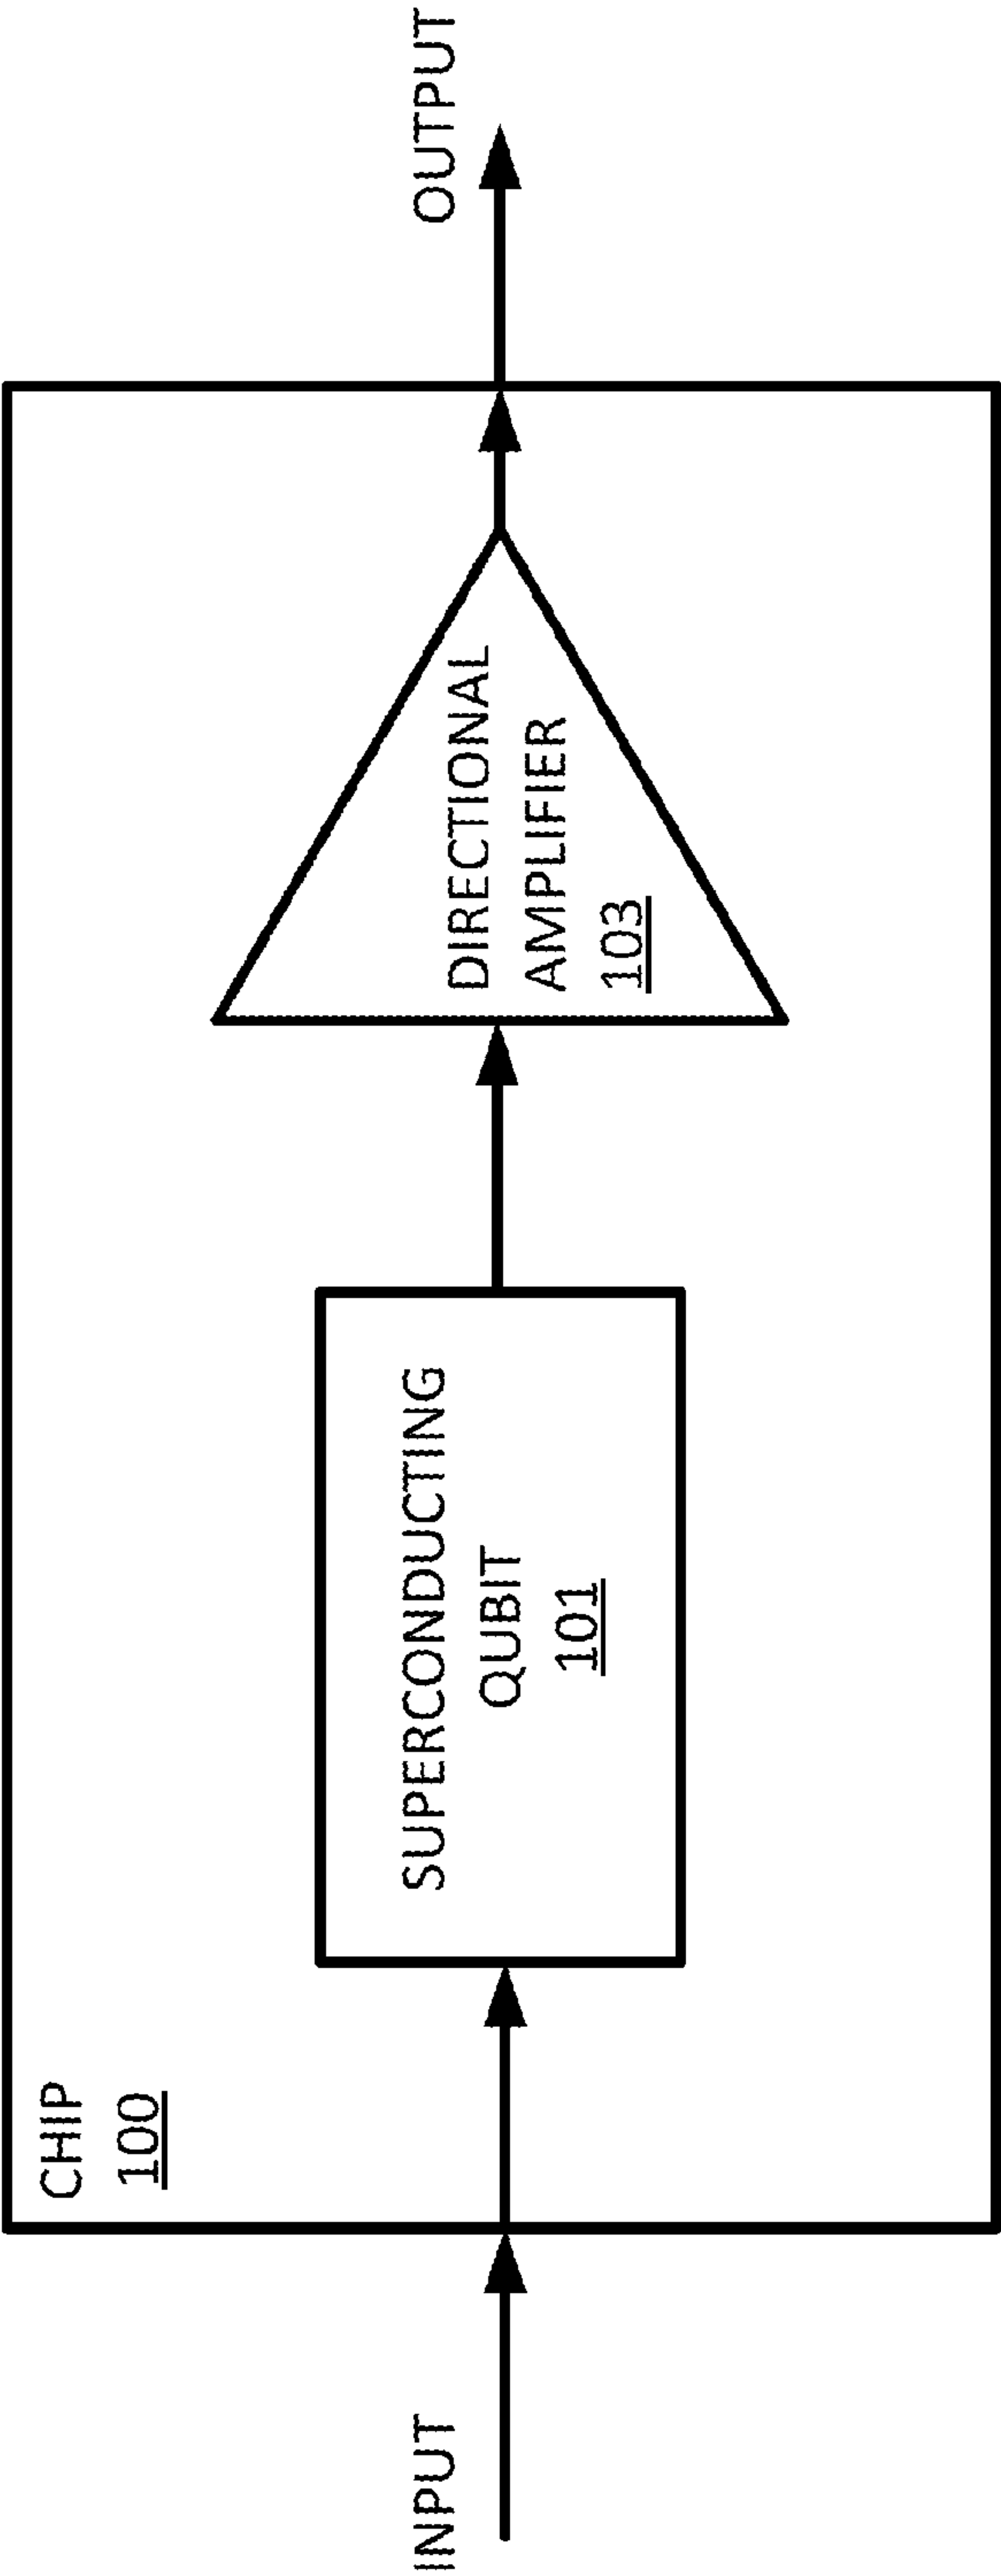 CHIP
100
INPUT
SUPERCONDUCTING
QUBIT
101
DIRECTIONAL
AMPLIFIER
103
OUTPUT